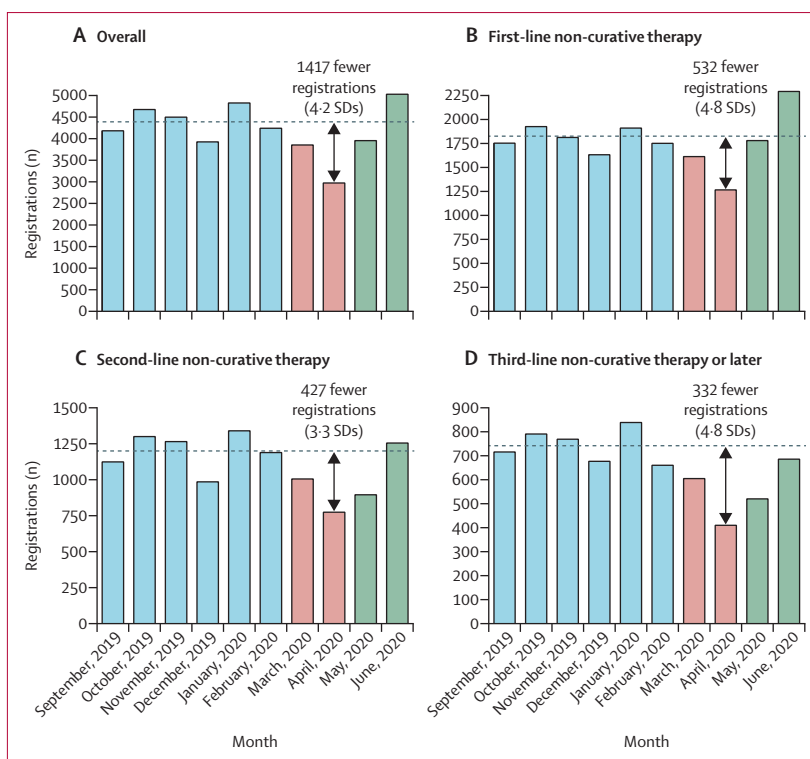 A Overall
1417 fewer
registrations
(4·2 SDs)
Registrations (n)
5000
4500
4000
3500
3000
2500
2000
1500
1000
500
0
B First-line non-curative therapy
532 fewer
registrations
(4·8 SDs)
2250
2000
1750
1500
1250
1000
750
500
250
0
C Second-line non-curative therapy
427 fewer
registrations
(3·3 SDs)
Registrations (n)
1500
1250
1000
750
500
250
0
September, 2019
October, 2019
November, 2019
December, 2019
January, 2020
February, 2020
March, 2020
April, 2020
May, 2020
June, 2020
Month
D Third-line non-curative therapy or later
332 fewer
registrations
(4·8 SDs)
900
800
700
600
500
400
300
200
100
0
September, 2019
October, 2019
November, 2019
December, 2019
January, 2020
February, 2020
March, 2020
April, 2020
May, 2020
June, 2020
Month